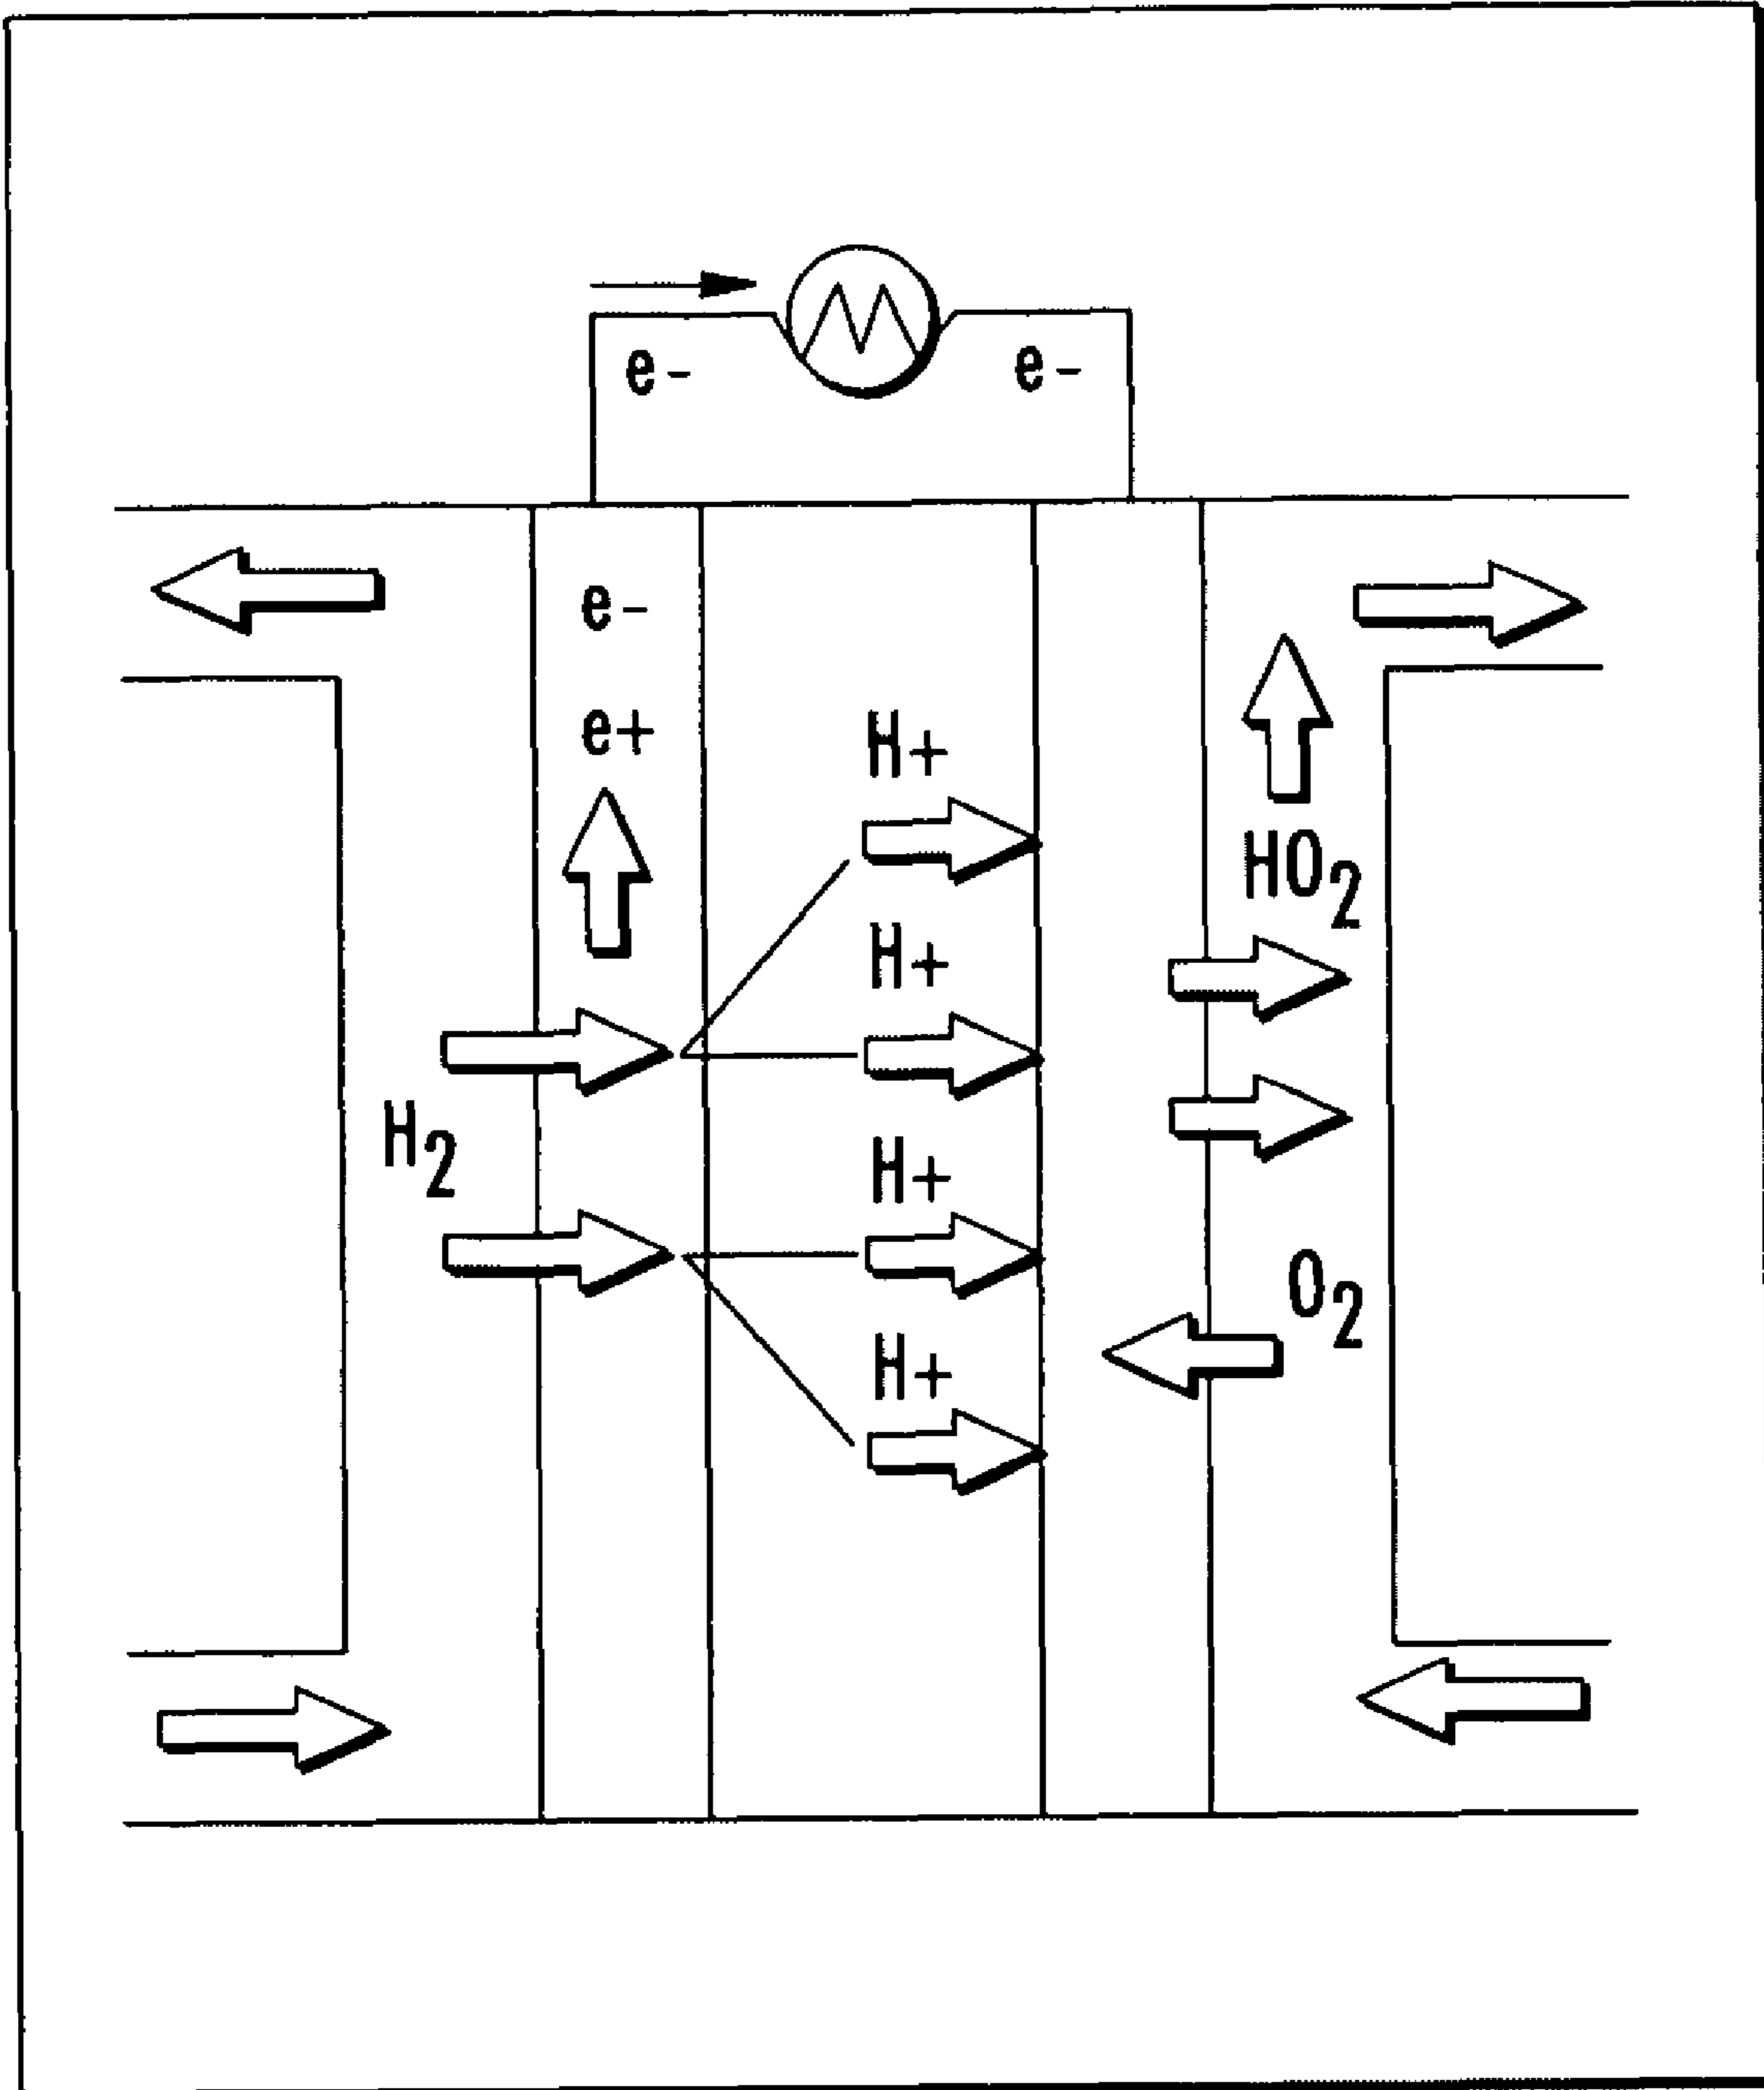 e- e-
e-
e+
H+
HO₂
H+
H₂
H+
O₂
H+